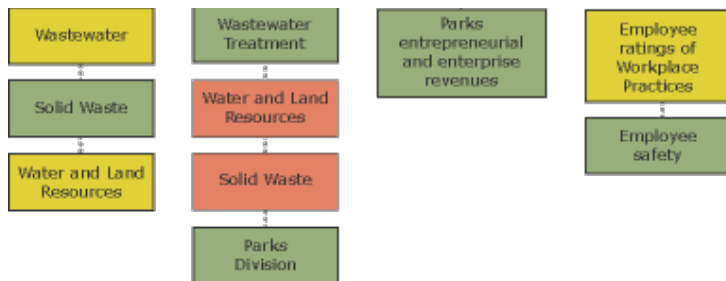 Wastewater
Solid Waste
Water and Land
Resources
Wastewater
Treatment
Water and Land
Resources
Solid Waste
Parks
Division
Parks
entrepreneurial
and enterprise
revenues
Employee
ratings of
Workplace
Practices
Employee
safety